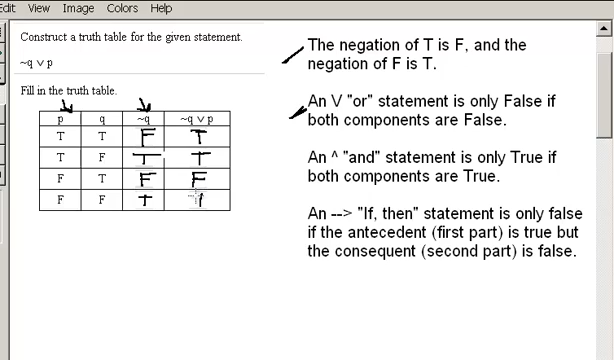 Edit View Image Colors Help
Construct a truth table for the given statement.
~q ∨ p
Fill in the truth table.
p q ~q ~q ∨ p
T T F T
T F T T
F T F F
F F T T
The negation of T is F, and the
negation of F is T.
An V "or" statement is only False if
both components are False.
An ^ "and" statement is only True if
both components are True.
An --> "If, then" statement is only false
if the antecedent (first part) is true but
the consequent (second part) is false.